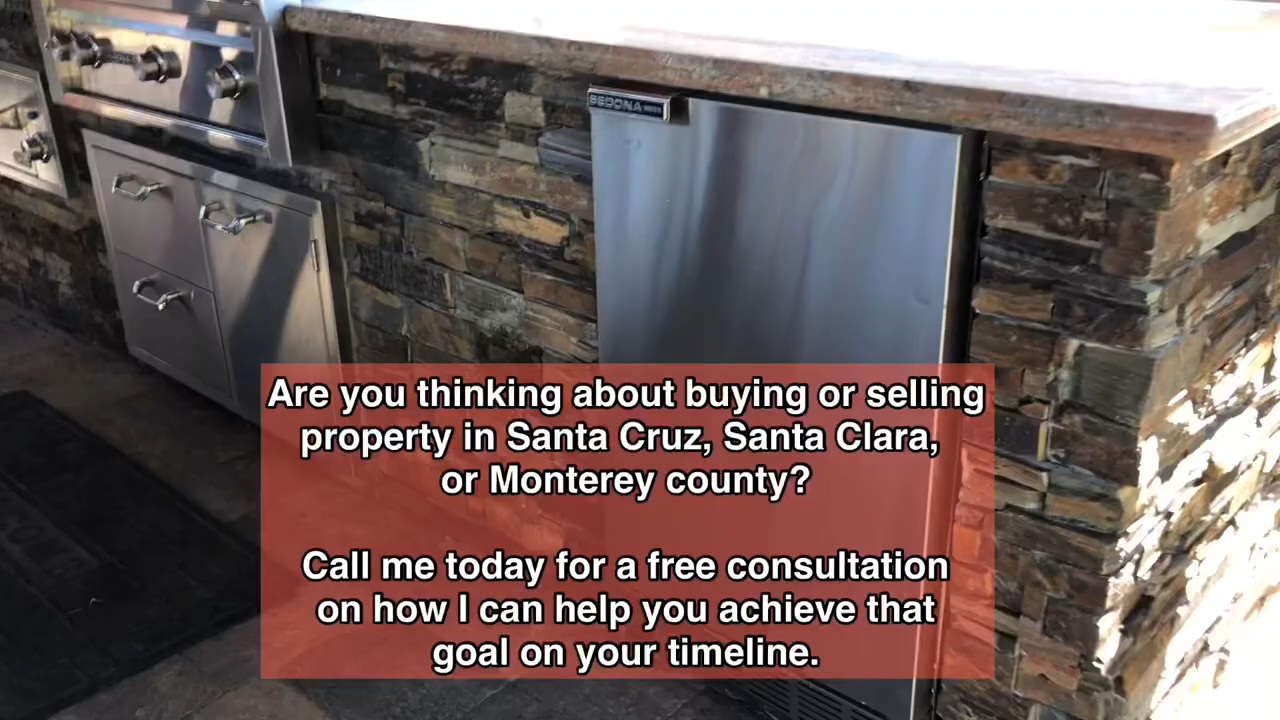 SEDONA
Are you thinking about buying or selling
property in Santa Cruz, Santa Clara,
or Monterey county?
Call me today for a free consultation
on how I can help you achieve that
goal on your timeline.